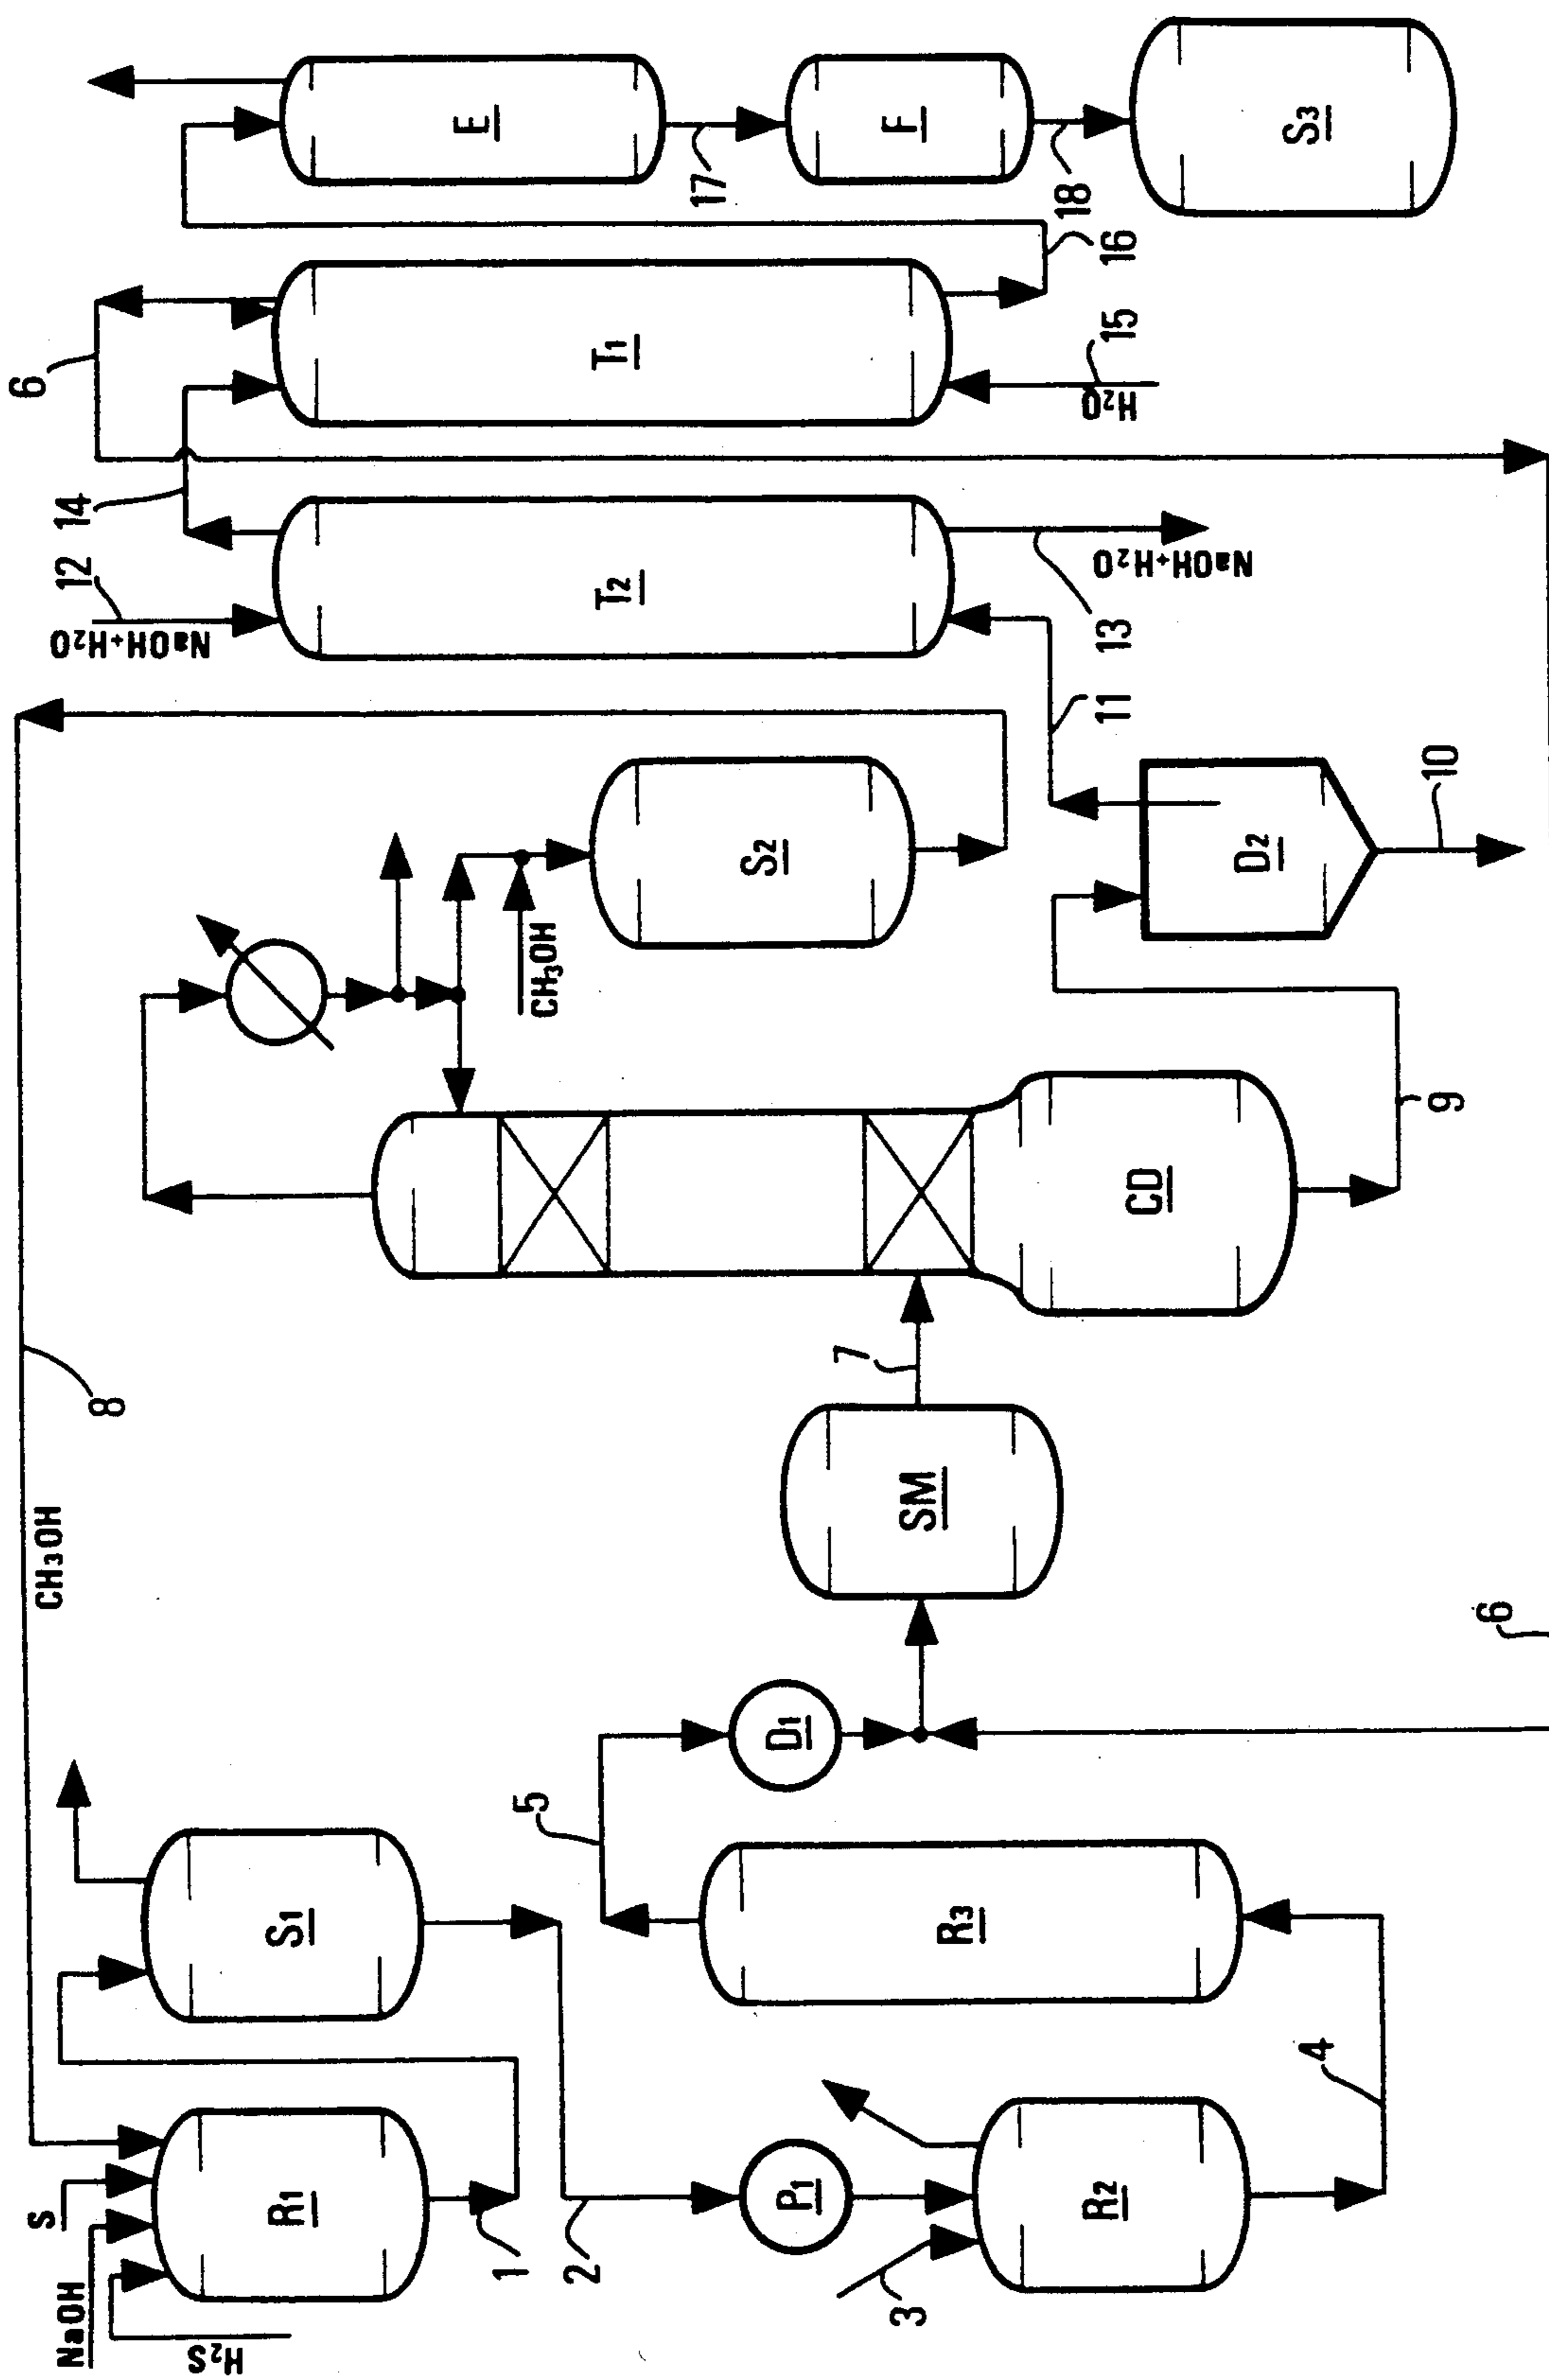 H₂S
NaOH
S
CH₃OH
8
R₁
S₁
1
2
P₁
3
R₂
4
R₃
5
D₁
6
SM
7
CD
CH₃OH
S₂
9
D₂
10
11
NaOH+H₂O
12
T₂
13
NaOH+H₂O
14
6
T₁
H₂O
15
16
E
17
F
18
S₃